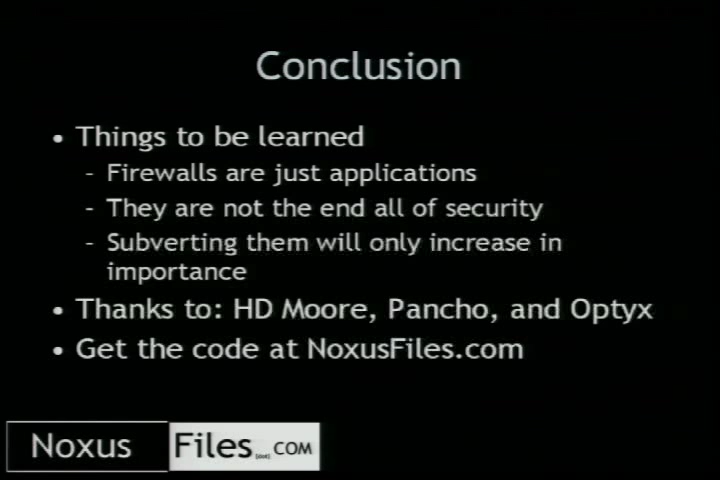 Conclusion
• Things to be learned
- Firewalls are just applications
- They are not the end all of security
- Subverting them will only increase in
importance
• Thanks to: HD Moore, Pancho, and Optyx
• Get the code at NoxusFiles.com
Noxus Files [dot] COM